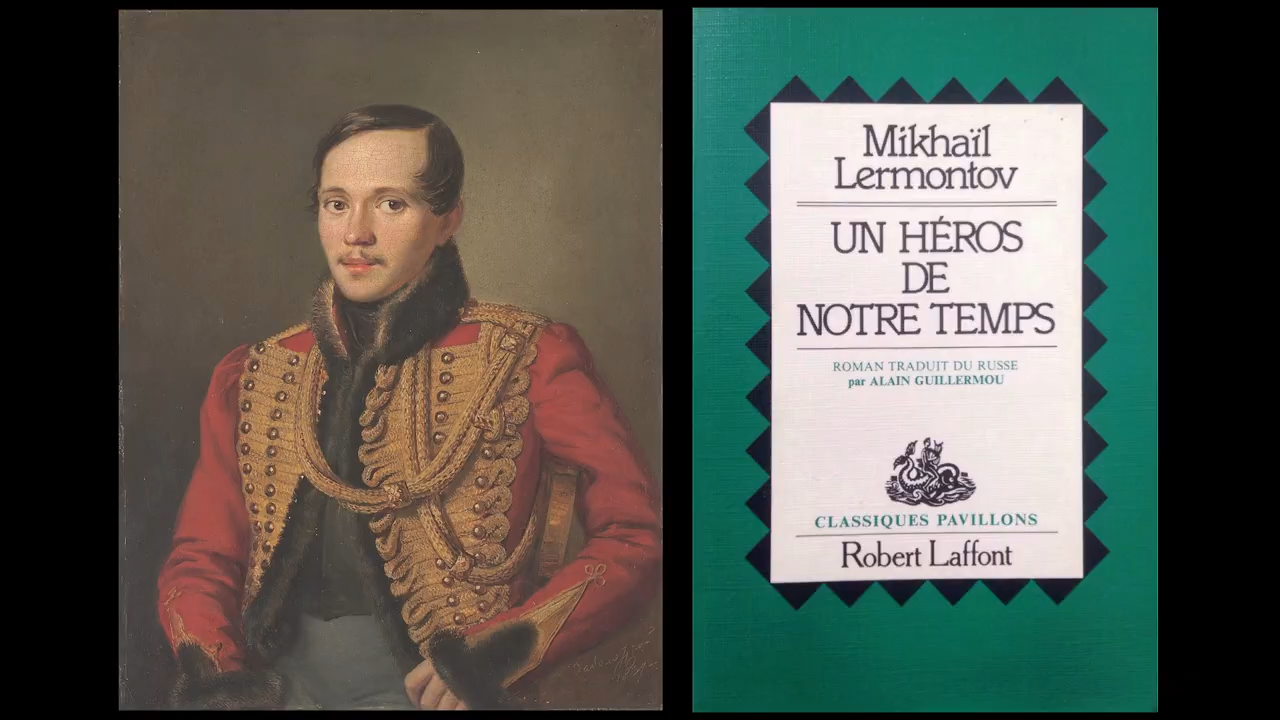 Mikhaïl
Lermontov
UN HÉROS
DE
NOTRE TEMPS
ROMAN TRADUIT DU RUSSE
par ALAIN GUILLERMOU
CLASSIQUES PAVILLONS
Robert Laffont